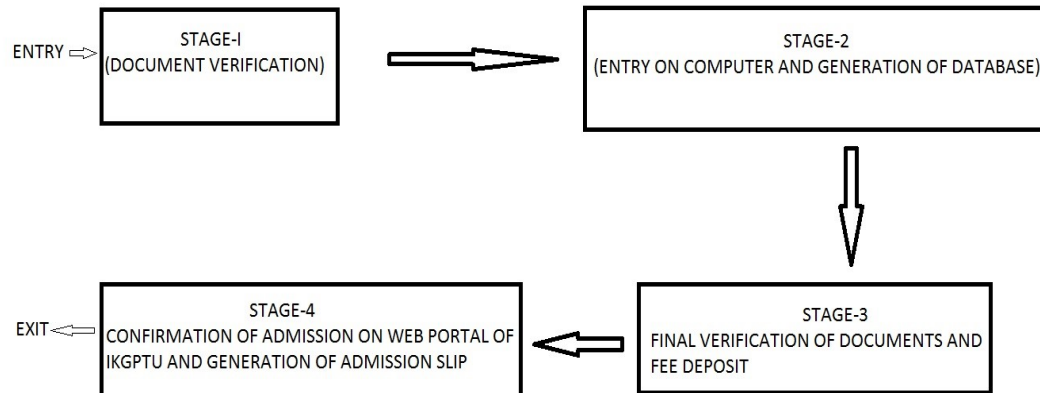 ENTRY
STAGE-I
(DOCUMENT VERIFICATION)
STAGE-2
(ENTRY ON COMPUTER AND GENERATION OF DATABASE)
STAGE-3
FINAL VERIFICATION OF DOCUMENTS AND
FEE DEPOSIT
STAGE-4
CONFIRMATION OF ADMISSION ON WEB PORTAL OF
IKGPTU AND GENERATION OF ADMISSION SLIP
EXIT